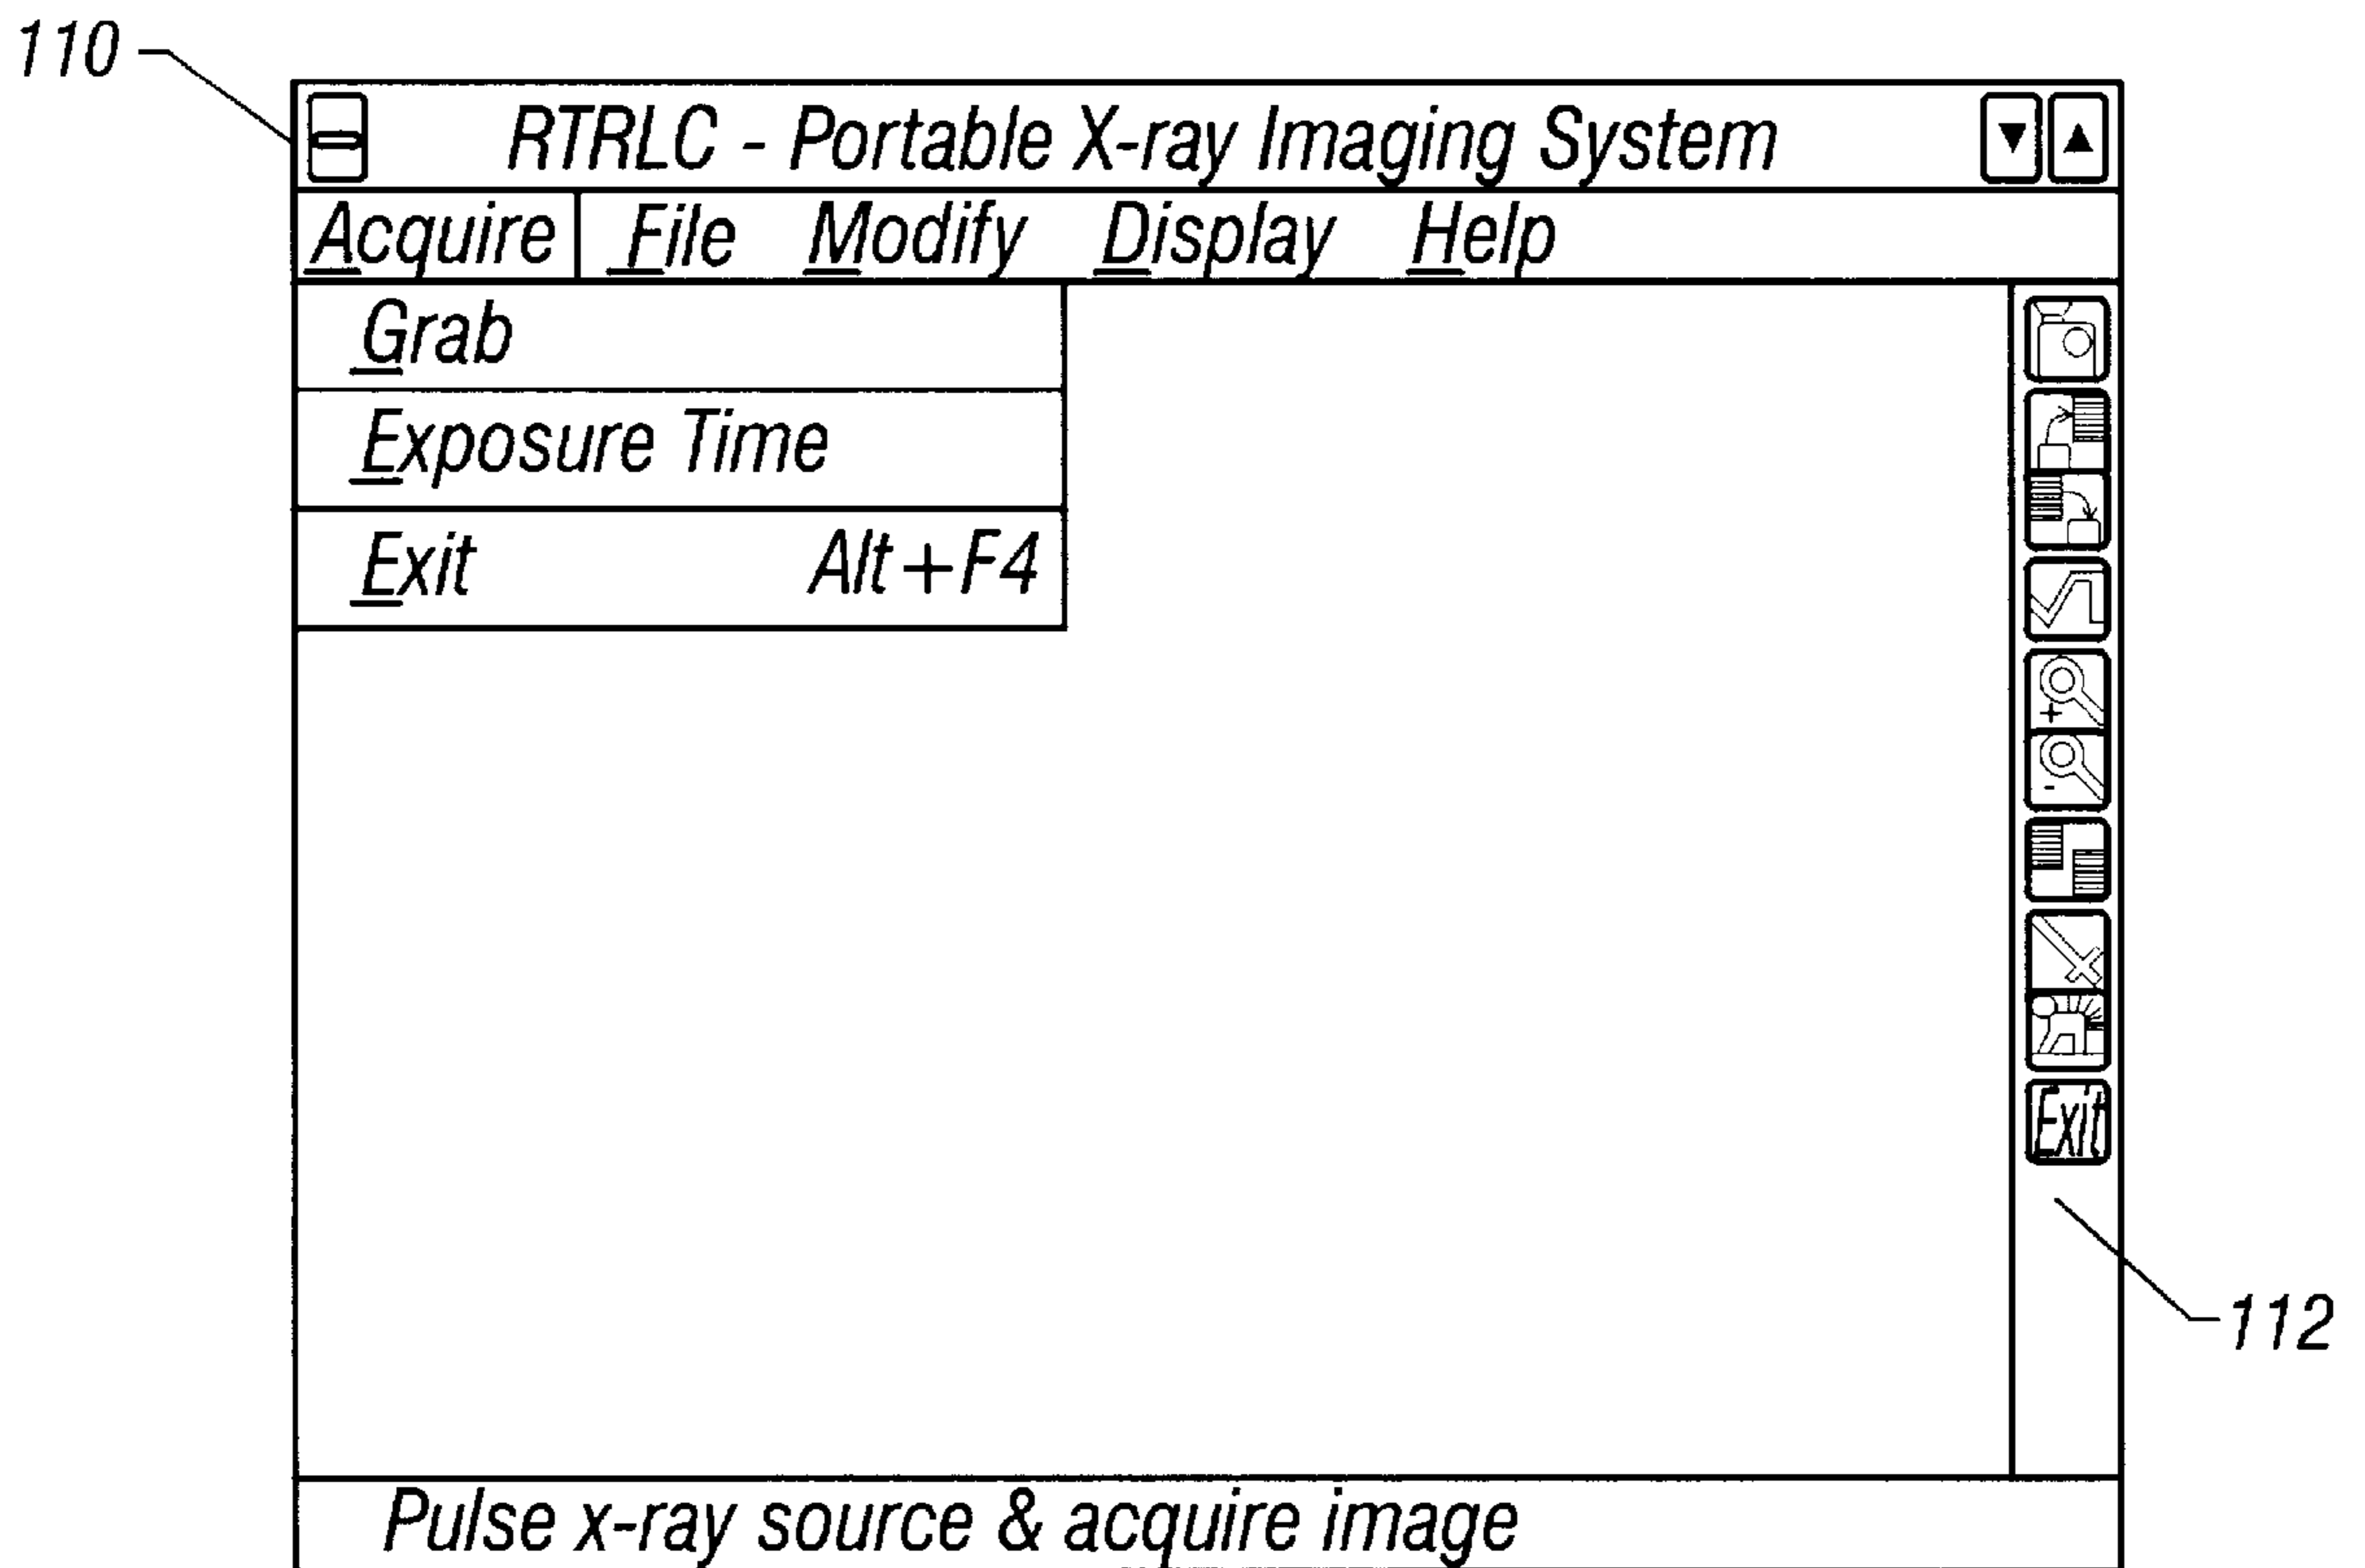 110
RTRLC - Portable X-ray Imaging System
Acquire File Modify Display Help
Grab
Exposure Time
Exit Alt+F4
+
-
Exit
112
Pulse x-ray source & acquire image